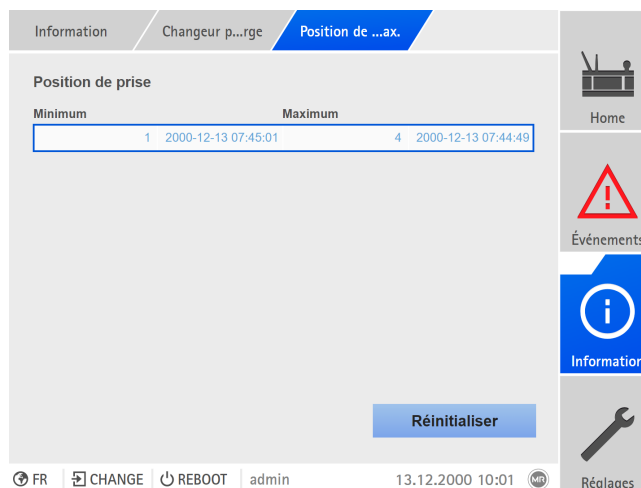 Information Changeur p...rge Position de ...ax.
Position de prise
Minimum Maximum
1 2000-12-13 07:45:01 4 2000-12-13 07:44:49
Réinitialiser
Home
Événements
Information
Réglages
FR CHANGE REBOOT admin 13.12.2000 10:01 MR